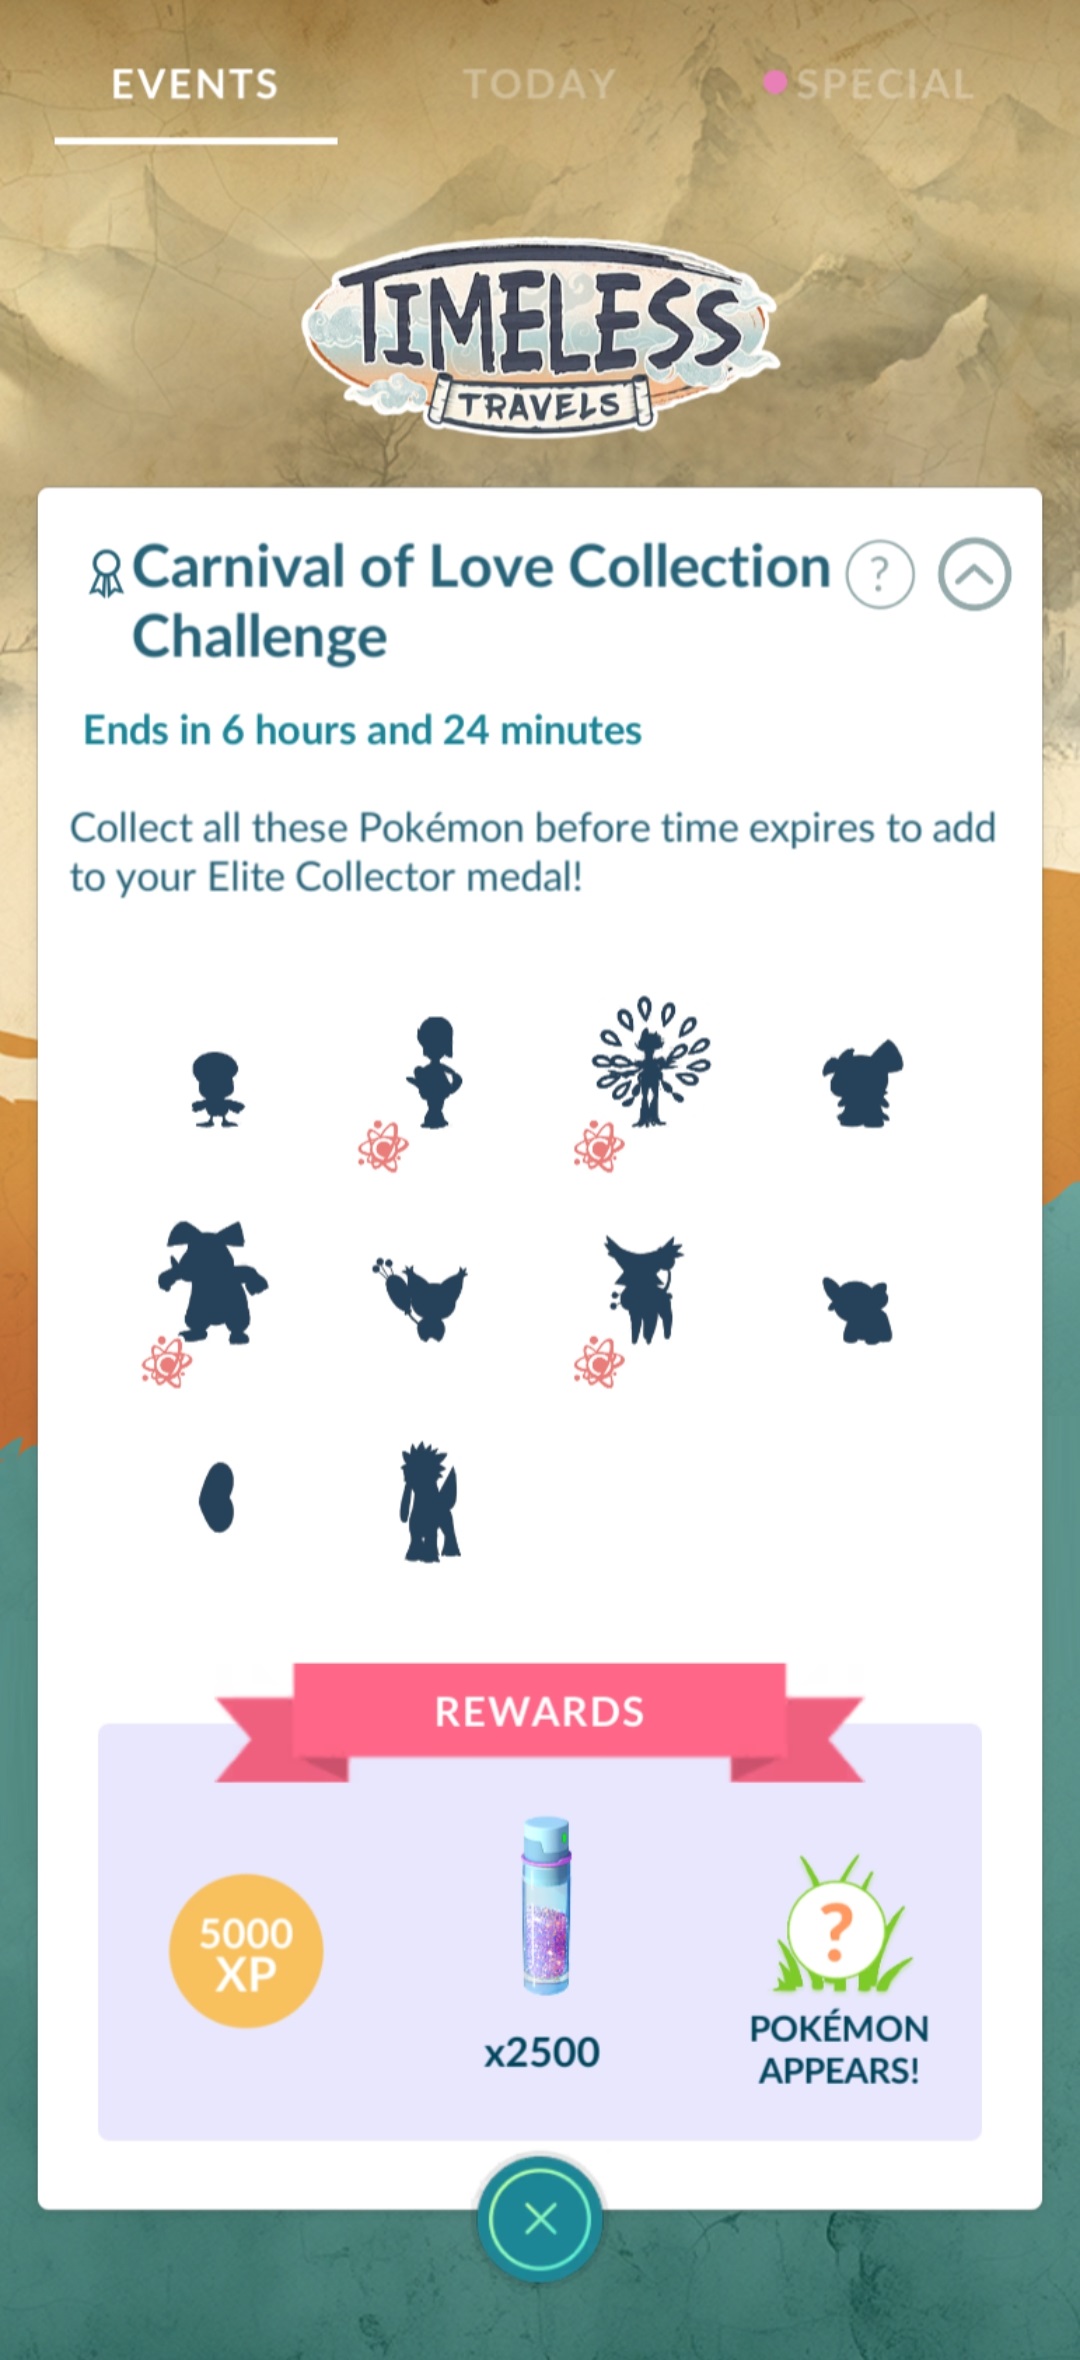 EVENTS
TODAY
SPECIAL
TIMELESS
TRAVELS
Carnival of Love Collection
Challenge
?
Ends in 6 hours and 24 minutes
Collect all these Pokémon before time expires to add
to your Elite Collector medal!
REWARDS
5000
XP
x2500
?
POKÉMON
APPEARS!